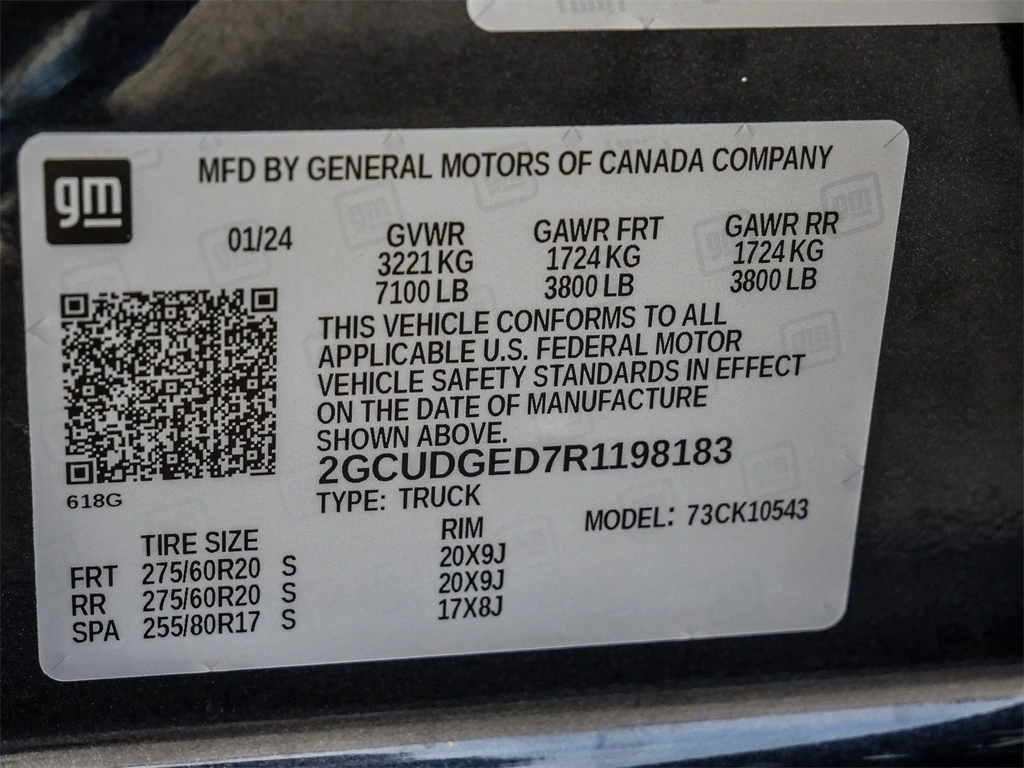 gm
MFD BY GENERAL MOTORS OF CANADA COMPANY
01/24 GVWR GAWR FRT GAWR RR
3221 KG 1724 KG 1724 KG
7100 LB 3800 LB 3800 LB
THIS VEHICLE CONFORMS TO ALL
APPLICABLE U.S. FEDERAL MOTOR
VEHICLE SAFETY STANDARDS IN EFFECT
ON THE DATE OF MANUFACTURE
SHOWN ABOVE.
2GCUDGED7R1198183
618G
TYPE: TRUCK
MODEL: 73CK10543
TIRE SIZE RIM
FRT 275/60R20 S 20X9J
RR 275/60R20 S 20X9J
SPA 255/80R17 S 17X8J